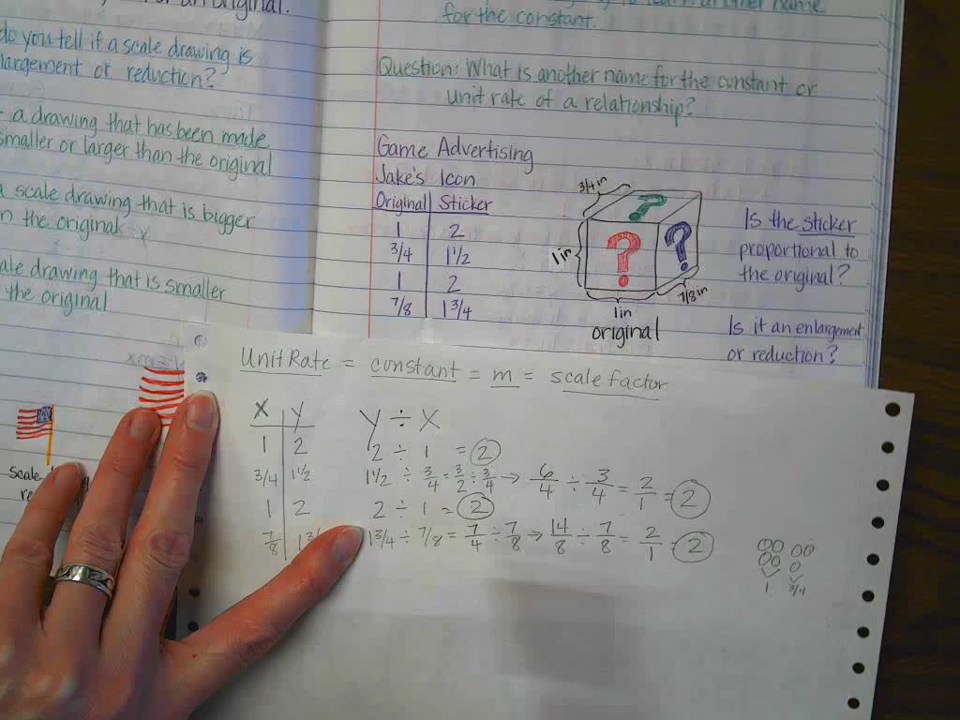 original.
do you tell if a scale drawing is
largement or reduction?
- a drawing that has been made
smaller or larger than the original
a scale drawing that is bigger
n the original
ale drawing that is smaller
the original
scale
name
for the constant.
Question: What is another name for the constant or
unit rate of a relationship?
Game Advertising
Jake's Icon
Original Sticker
1 2
3/4 1 1/2
1 2
7/8 1 3/4
3/4 in
1 in
1 in
7/8 in
? ? ?
original
Is the sticker
proportional to
the original?
Is it an enlargement
or reduction?
Unit Rate = constant = m = scale factor
X Y Y ÷ X
1 2 2 ÷ 1 = 2
3/4 1 1/2 1 1/2 ÷ 3/4 = 3/2 ÷ 3/4 → 6/4 ÷ 3/4 = 2/1 = 2
1 2 2 ÷ 1 = 2
7/8 1 3/4 1 3/4 ÷ 7/8 = 7/4 ÷ 7/8 → 14/8 ÷ 7/8 = 2/1 = 2
1 3/4